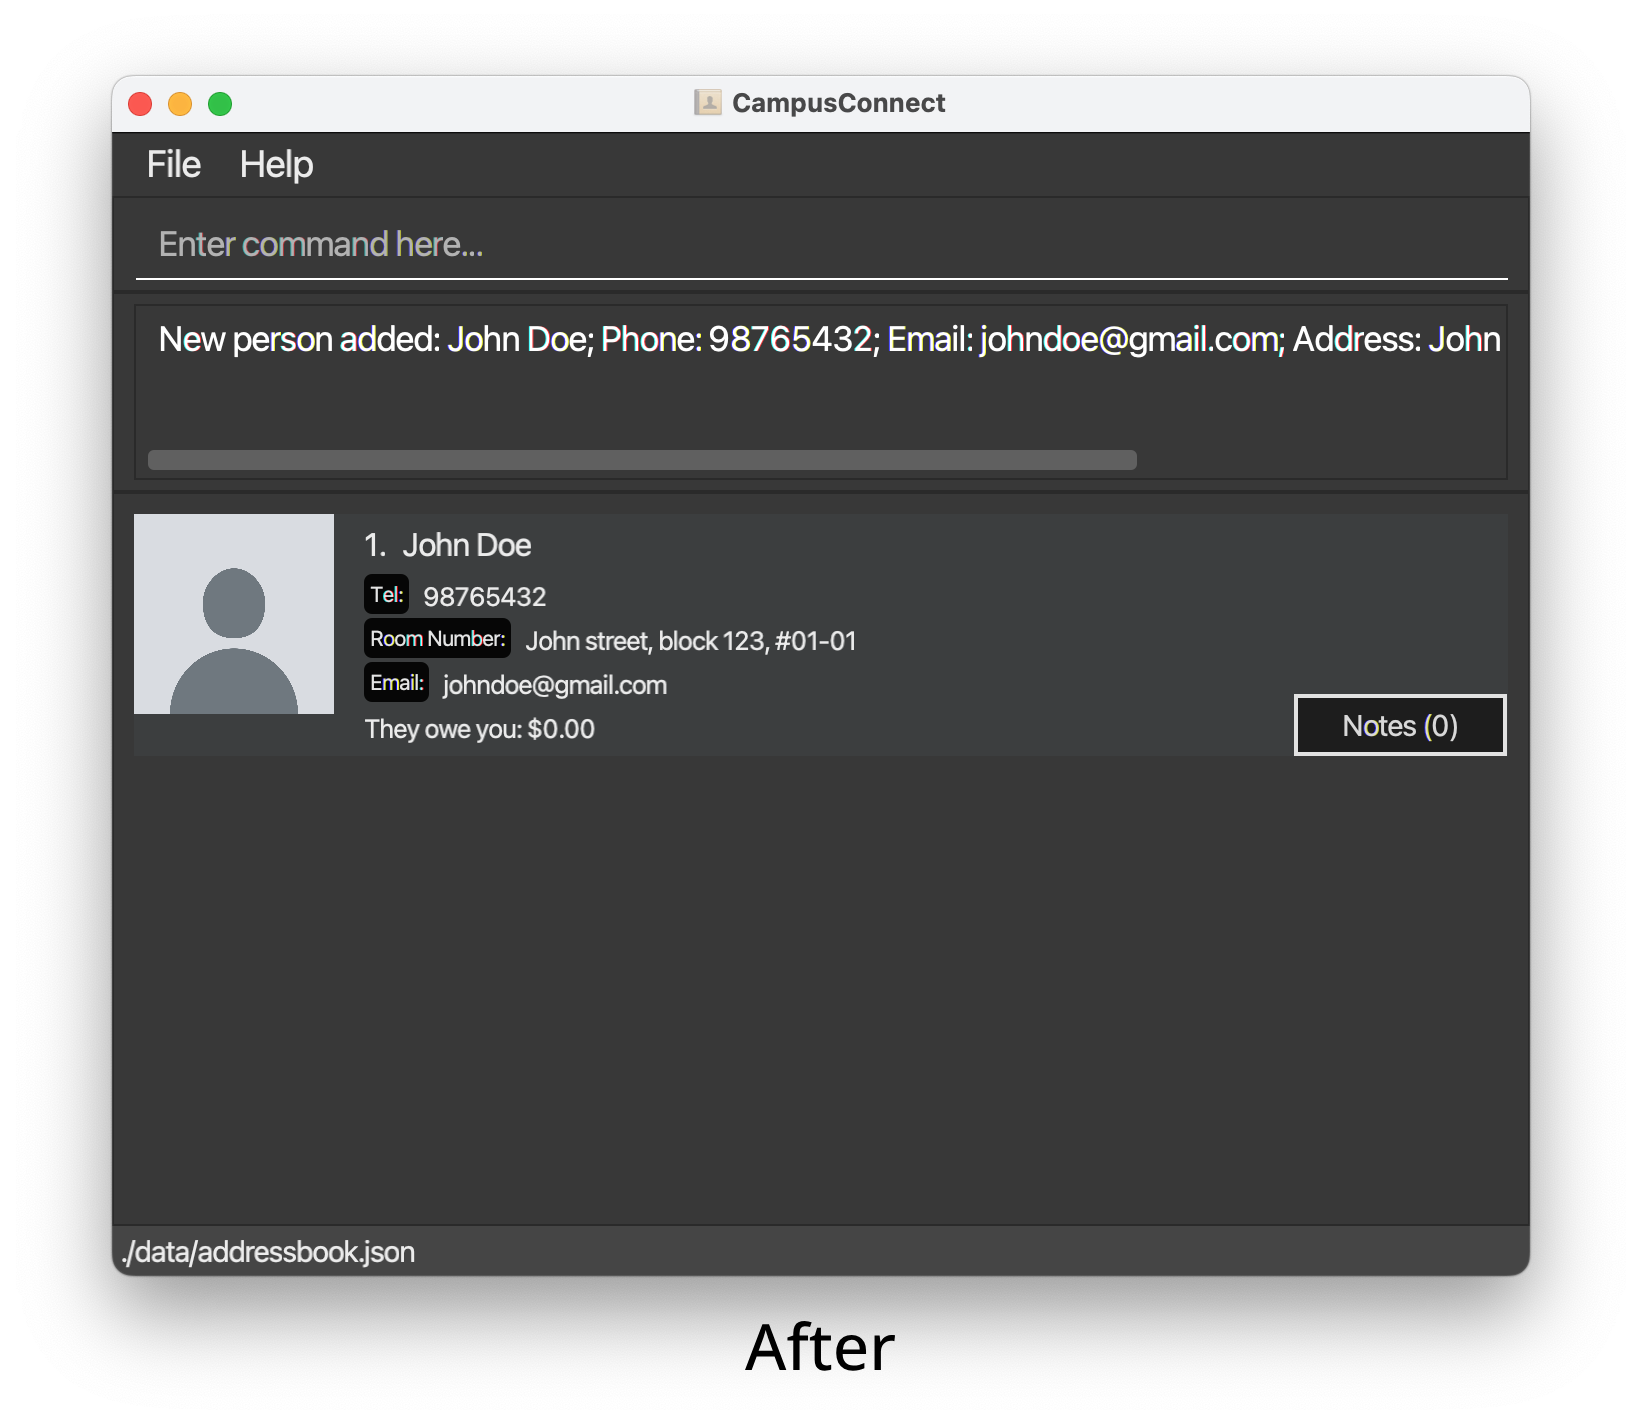 CampusConnect
File Help
Enter command here...
New person added: John Doe; Phone: 98765432; Email: johndoe@gmail.com; Address: John
1. John Doe
Tel: 98765432
Room Number: John street, block 123, #01-01
Email: johndoe@gmail.com
They owe you: $0.00
Notes (0)
./data/addressbook.json
After